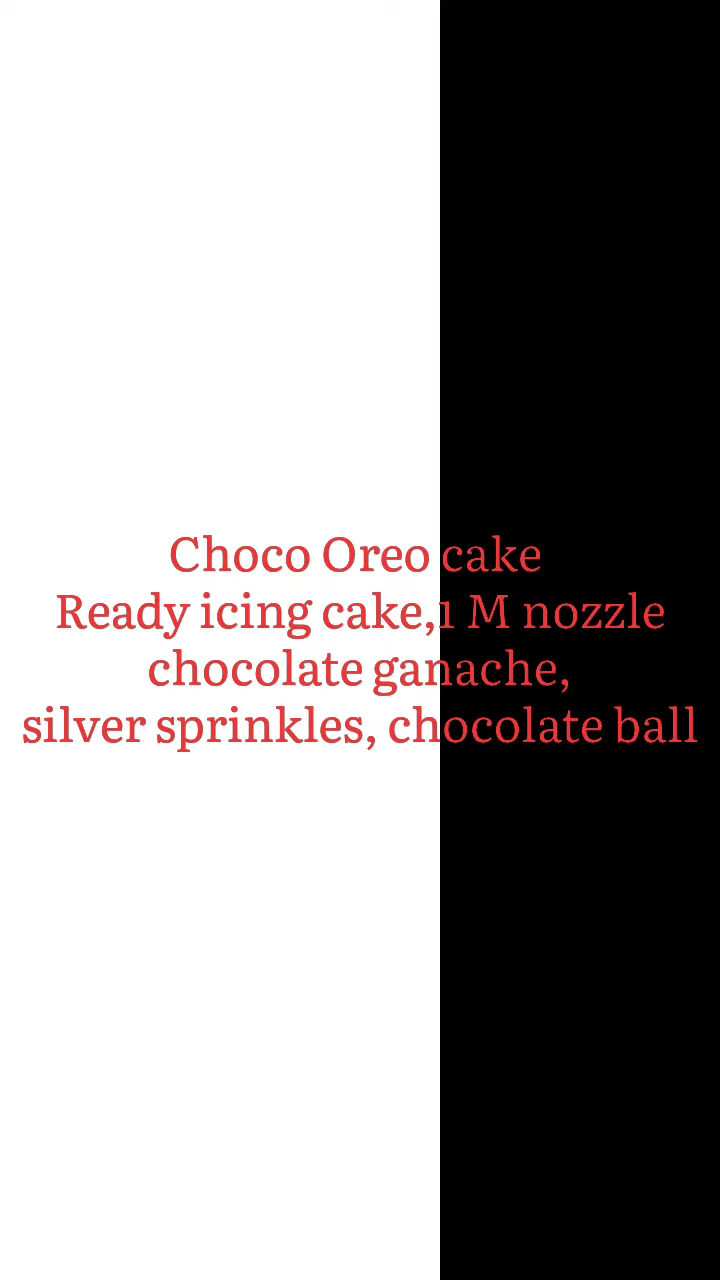 Choco Oreo cake
Ready icing cake,1 M nozzle
chocolate ganache,
silver sprinkles, chocolate ball